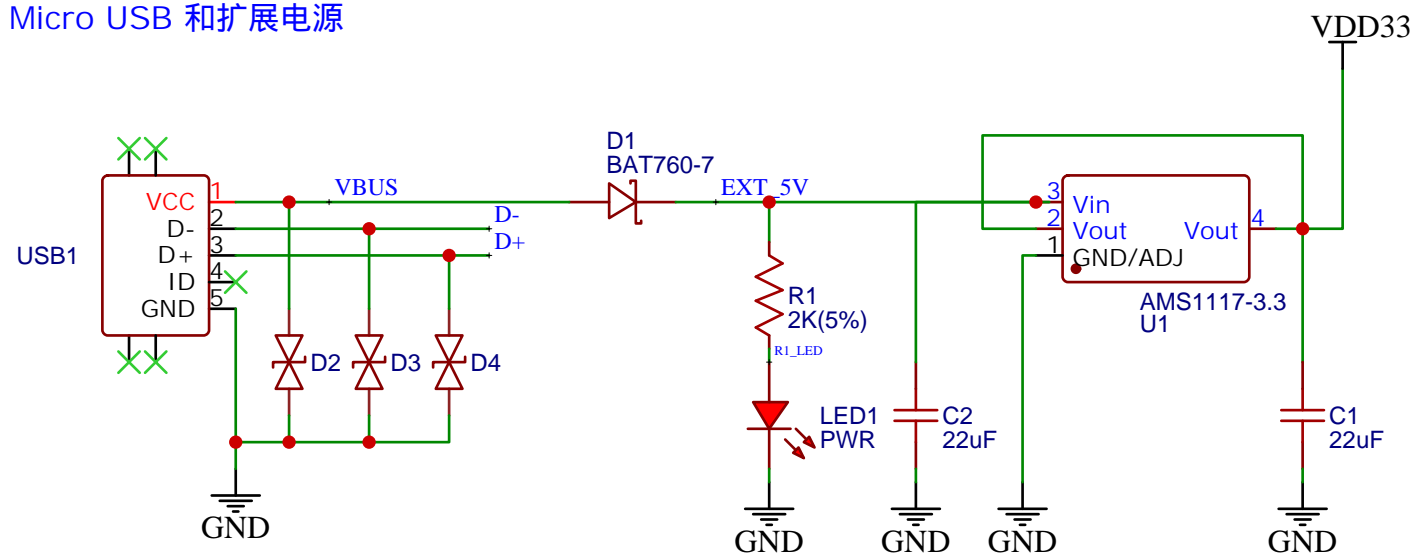 Micro USB 和扩展电源
VDD33
D1
BAT760-7
VBUS
EXT_5V
USB1
VCC 1
D- 2
D+ 3
ID 4
GND 5
D-
D+
D2
D3
D4
GND
R1
2K(5%)
R1_LED
LED1
PWR
GND
C2
22uF
GND
3 Vin
2 Vout
1 GND/ADJ
Vout 4
AMS1117-3.3
U1
GND
C1
22uF
GND